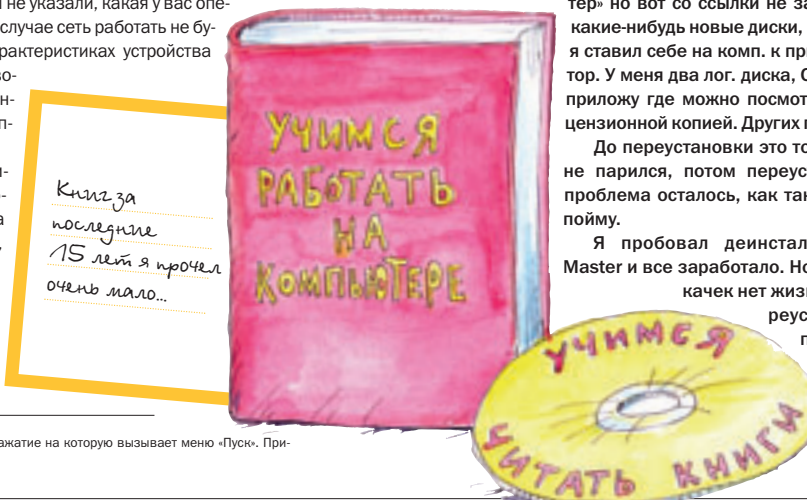 не указали, какая у вас опе-
случае сеть работать не бу-
рактеристиках устройства
во-
н-
п-
и-
-
а
Книг за
последние
15 лет я прочел
очень мало...
УЧИМСЯ
РАБОТАТЬ
НА
КОМПЬЮТЕРЕ
УЧИМСЯ
ЧИТАТЬ КНИГИ
тер» но вот со ссылки не за
какие-нибудь новые диски,
я ставил себе на комп. к пр
тор. У меня два лог. диска,
приложу где можно посмот
цензионной копией. Других
До переустановки это то
не парился, потом переус
проблема осталось, как так
пойму.
Я пробовал деинстал
Master и все заработало. Но
качек нет жиз
реус
п
ажатие на которую вызывает меню «Пуск». При-